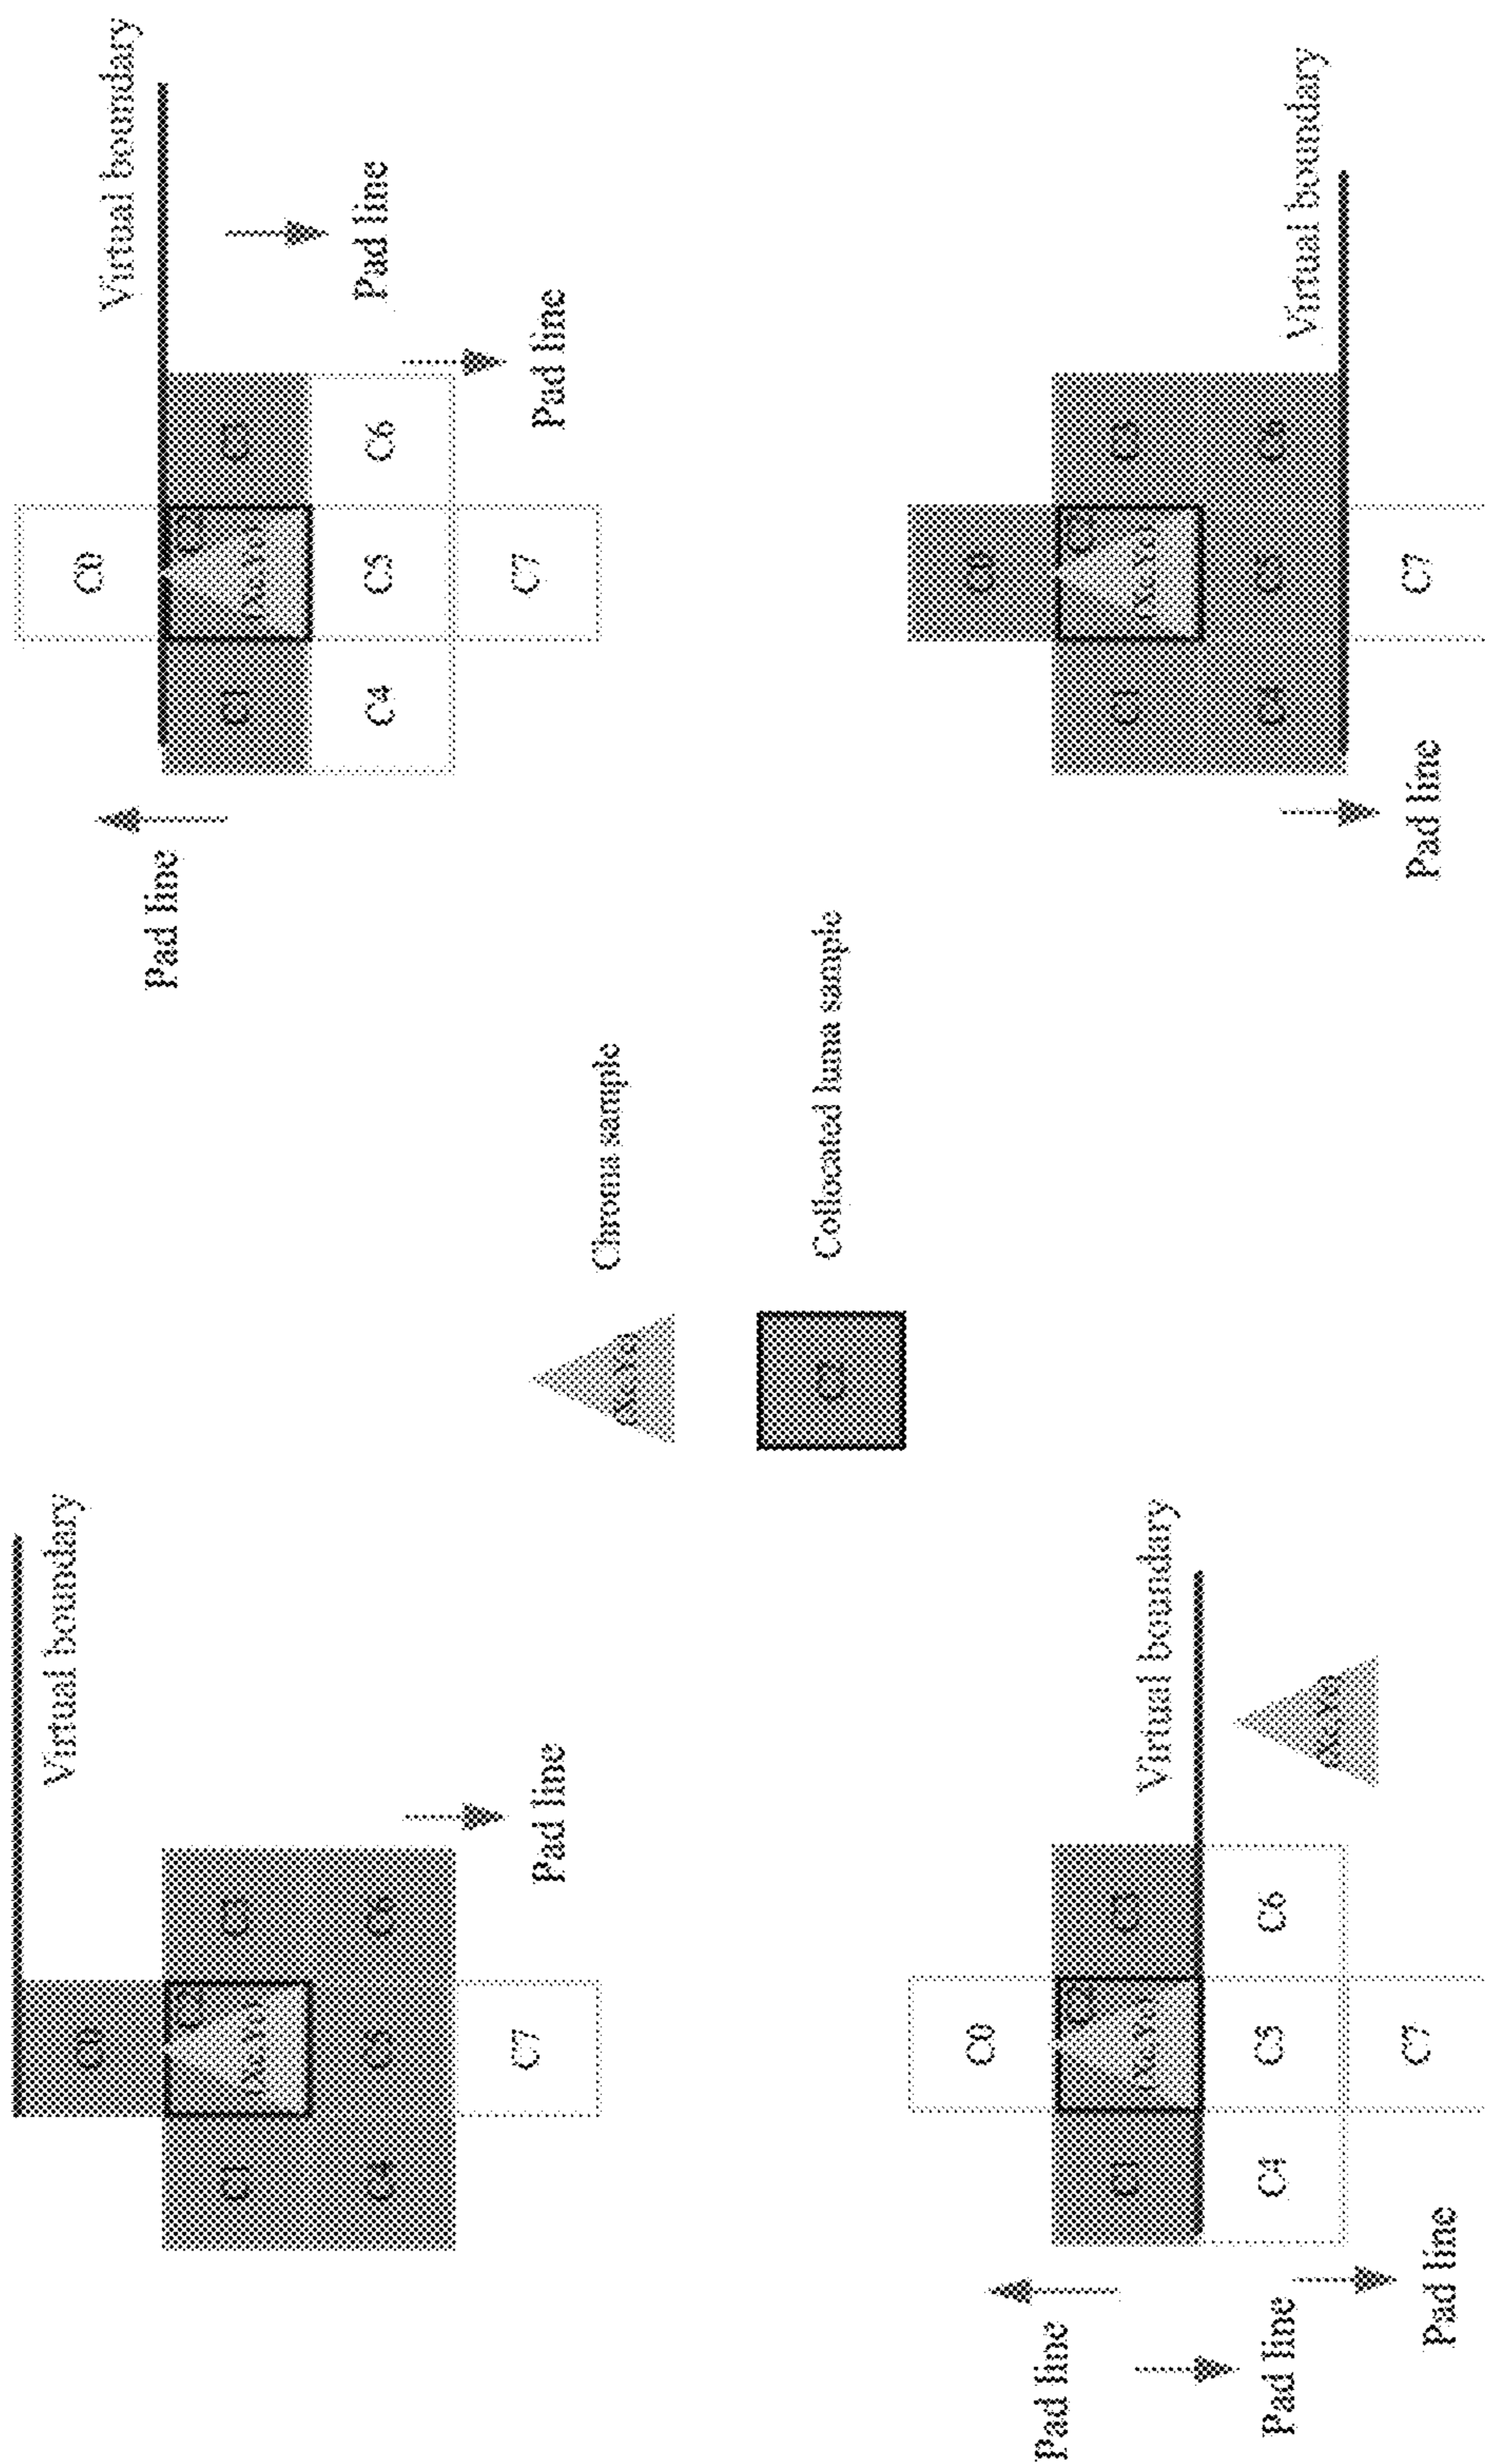 Virtual boundary
C0
C1 C2 C3
C4 C5 C6
C7
Pad line
Virtual boundary
C0
Pad line
C1 C2 C3
Pad line
C4 C5 C6
C7
Pad line
Chroma sample
C2
Collocated luma sample
C0
Pad line
C1 C2 C3
Virtual boundary
C4 C5 C6
Pad line
C7
Pad line
C0
C1 C2 C3
C4 C5 C6
Virtual boundary
C7
Pad line